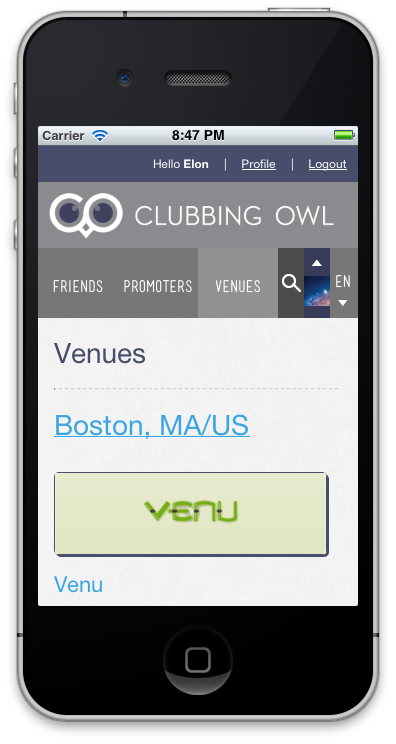 Carrier 8:47 PM
Hello Elon | Profile | Logout
CLUBBING OWL
FRIENDS PROMOTERS VENUES EN
Venues
Boston, MA/US
VENU
Venu